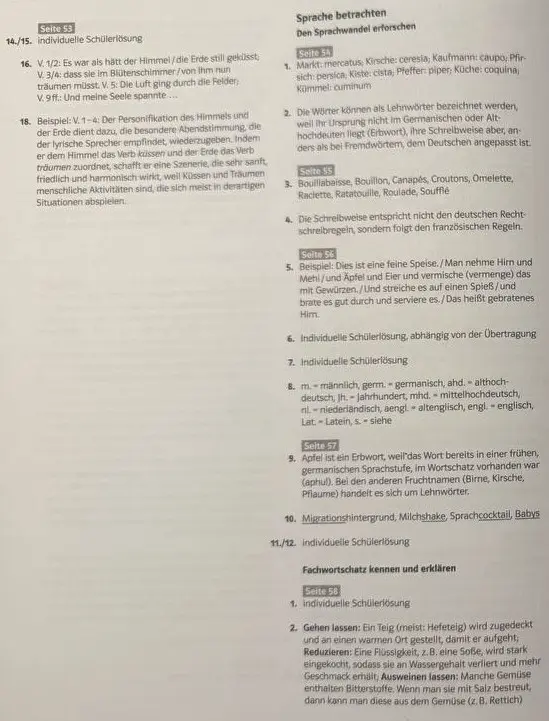 Seite 53
14./15. individuelle Schülerlösung
16. V. 1/2: Es war als hätt der Himmel/die Erde still geküsst;
V. 3/4: dass sie im Blütenschimmer/von ihm nun
träumen müsst. V. 5: Die Luft ging durch die Felder;
V. 9 ff.: Und meine Seele spannte ...
18. Beispiel: V. 1–4: Der Personifikation des Himmels und
der Erde dient dazu, die besondere Abendstimmung, die
der lyrische Sprecher empfindet, wiederzugeben. Indem
er dem Himmel das Verb küssen und der Erde das Verb
träumen zuordnet, schafft er eine Szenerie, die sehr sanft,
friedlich und harmonisch wirkt, weil Küssen und Träumen
menschliche Aktivitäten sind, die sich meist in derartigen
Situationen abspielen.
Sprache betrachten
Den Sprachwandel erforschen
Seite 54
1. Markt: mercatus; Kirsche: ceresia; Kaufmann: caupo; Pfir-
sich: persica; Kiste: cista; Pfeffer: piper; Küche: coquina;
Kümmel: cuminum
2. Die Wörter können als Lehnwörter bezeichnet werden,
weil ihr Ursprung nicht im Germanischen oder Alt-
hochdeuten liegt (Erbwort), ihre Schreibweise aber, an-
ders als bei Fremdwörtern, dem Deutschen angepasst ist.
Seite 55
3. Bouillabaisse, Bouillon, Canapés, Croutons, Omelette,
Raclette, Ratatouille, Roulade, Soufflé
4. Die Schreibweise entspricht nicht den deutschen Recht-
schreibregeln, sondern folgt den französischen Regeln.
Seite 56
5. Beispiel: Dies ist eine feine Speise./Man nehme Hirn und
Mehl/und Äpfel und Eier und vermische (vermenge) das
mit Gewürzen./Und streiche es auf einen Spieß/und
brate es gut durch und serviere es./Das heißt gebratenes
Hirn.
6. Individuelle Schülerlösung, abhängig von der Übertragung
7. Individuelle Schülerlösung
8. m. = männlich, germ. = germanisch, ahd. = althoch-
deutsch, Jh. = Jahrhundert, mhd. = mittelhochdeutsch,
nl. = niederländisch, aengl. = altenglisch, engl. = englisch,
Lat. = Latein, s. = siehe
Seite 57
9. Apfel ist ein Erbwort, weil das Wort bereits in einer frühen,
germanischen Sprachstufe, im Wortschatz vorhanden war
(aphul). Bei den anderen Fruchtnamen (Birne, Kirsche,
Pflaume) handelt es sich um Lehnwörter.
10. Migrationshintergrund, Milchshake, Sprachcocktail, Babys
11./12. individuelle Schülerlösung
Fachwortschatz kennen und erklären
Seite 58
1. individuelle Schülerlösung
2. Gehen lassen: Ein Teig (meist: Hefeteig) wird zugedeckt
und an einen warmen Ort gestellt, damit er aufgeht;
Reduzieren: Eine Flüssigkeit, z. B. eine Soße, wird stark
eingekocht, sodass sie an Wassergehalt verliert und mehr
Geschmack erhält; Ausweinen lassen: Manche Gemüse
enthalten Bitterstoffe. Wenn man sie mit Salz bestreut,
dann kann man diese aus dem Gemüse (z. B. Rettich)